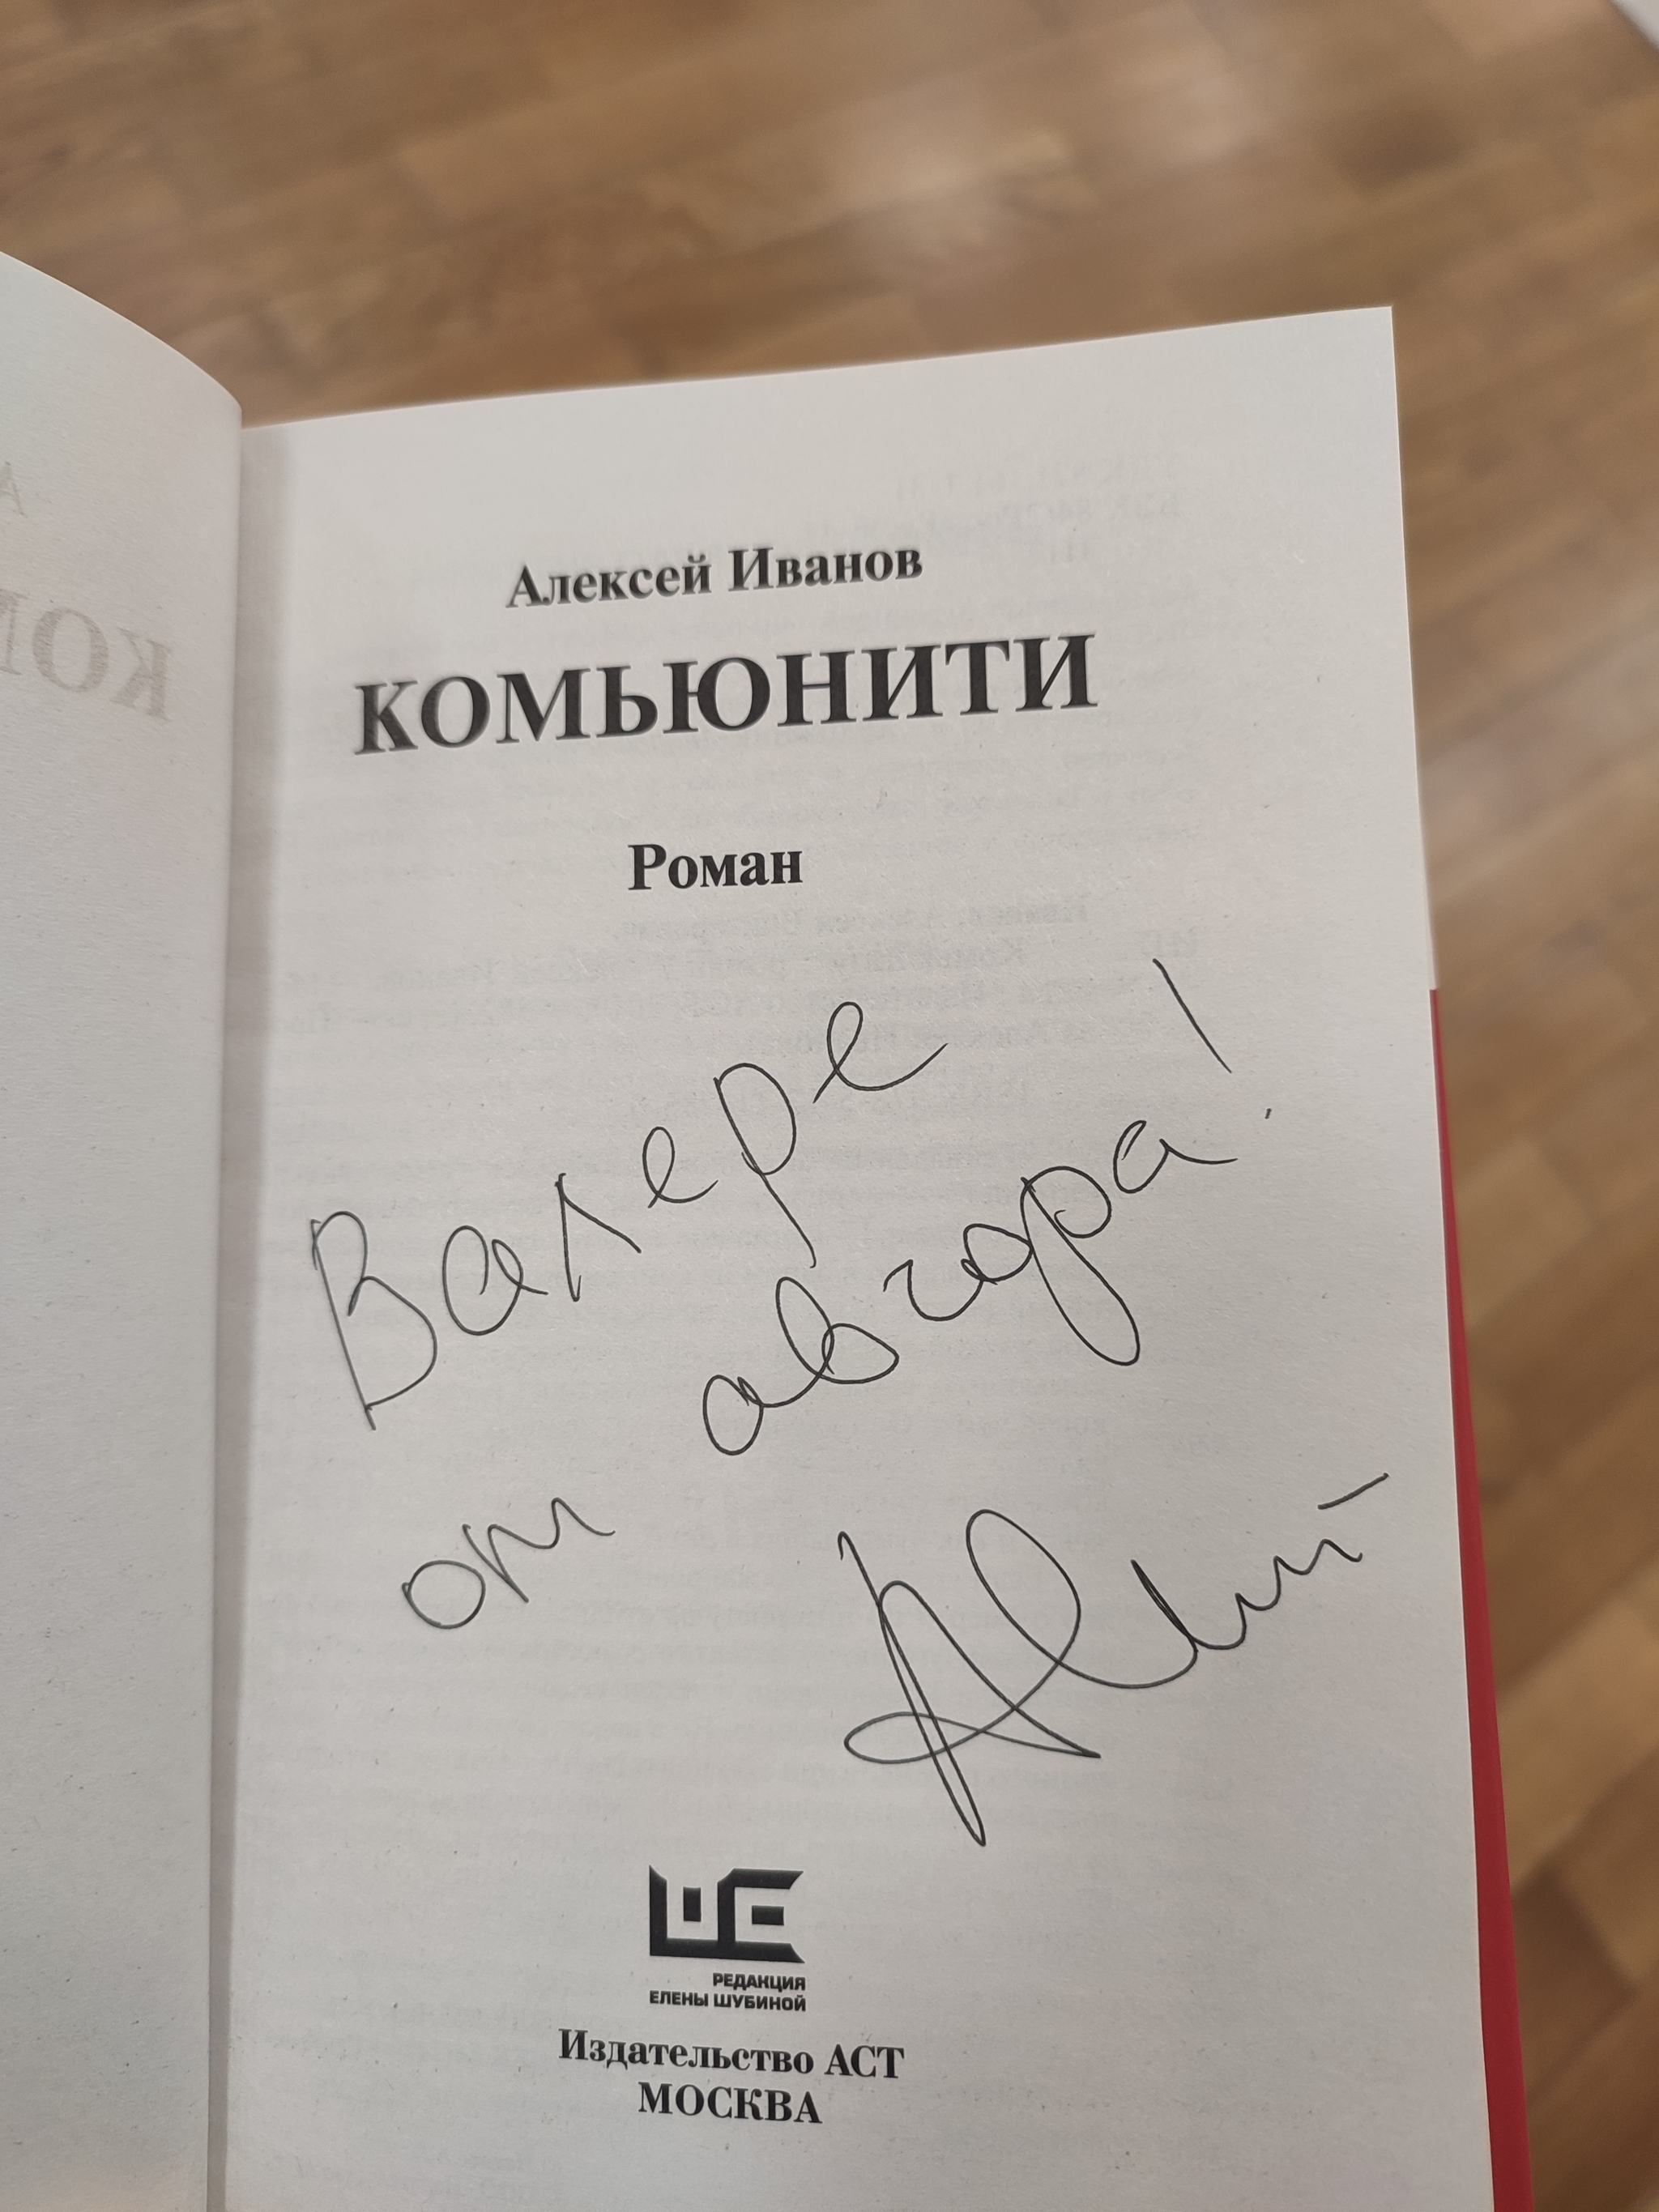 Алексей Иванов
КОМЬЮНИТИ
Роман
Валере
от автора!
РЕДАКЦИЯ
ЕЛЕНЫ ШУБИНОЙ
Издательство АСТ
МОСКВА